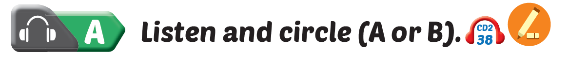 A Listen and circle (A or B). CD2
38